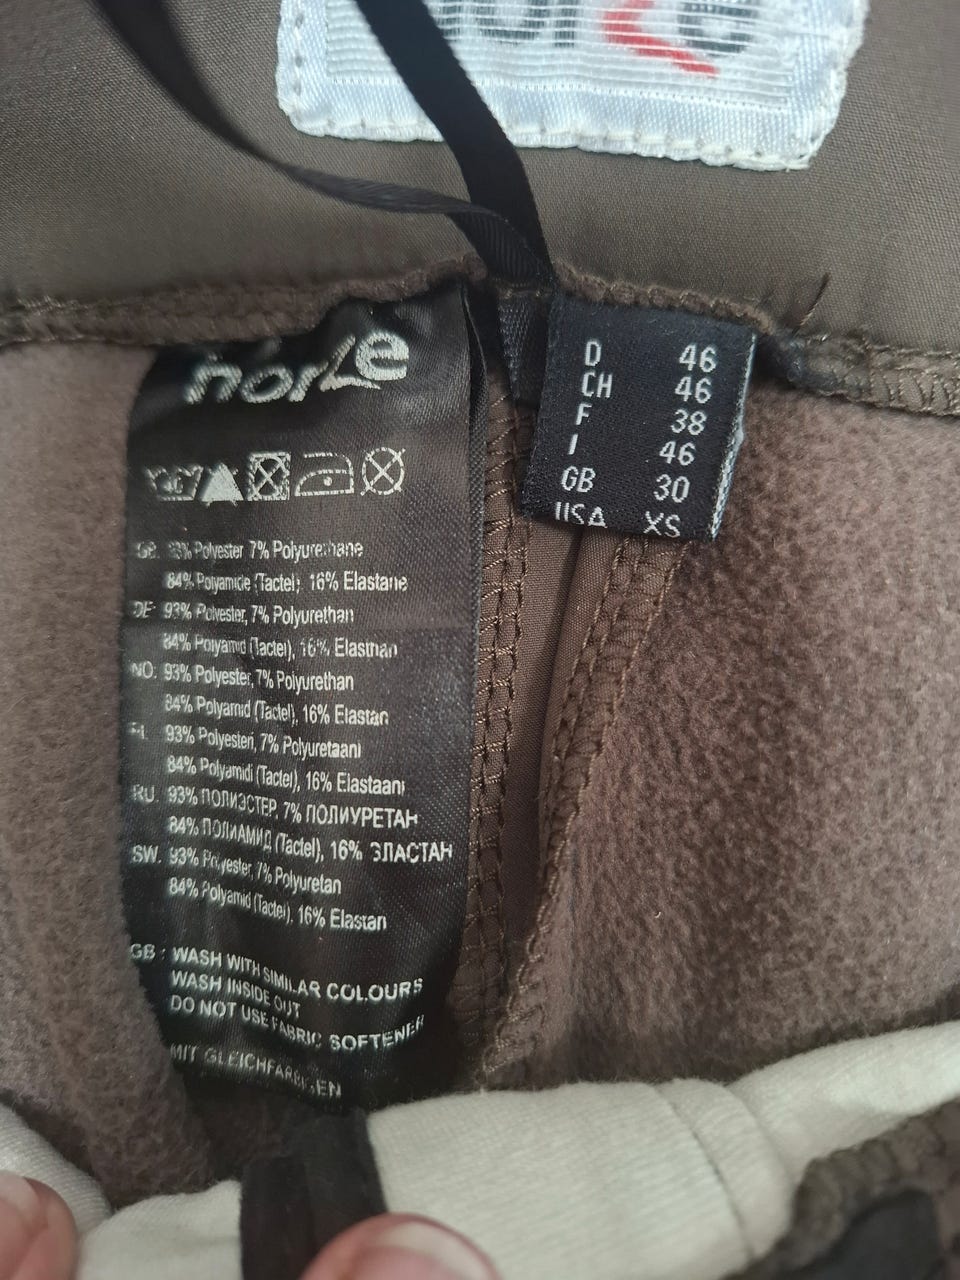 norke
D 46
CH 46
F 38
I 46
GB 30
USA XS
GB: 93% Polyester 7% Polyurethane
84% Polyamide (Tactel); 16% Elastane
DE: 93% Polyester, 7% Polyurethan
84% Polyamid (Tactel), 16% Elasthan
NO: 93% Polyester, 7% Polyurethan
84% Polyamid (Tactel), 16% Elastan
FI. 93% Polyesteri, 7% Polyuretaani
84% Polyamidi (Tactel), 16% Elastaani
RU. 93% ПОЛИЭСТЕР, 7% ПОЛИУРЕТАН
84% ПОЛИАМИД (Tactel), 16% ЭЛАСТАН
SW. 93% Polyester, 7% Polyuretan
84% Polyamid (Tactel), 16% Elastan
GB : WASH WITH SIMILAR COLOURS
WASH INSIDE OUT
DO NOT USE FABRIC SOFTENER
MIT GLEICHFARBIGEN